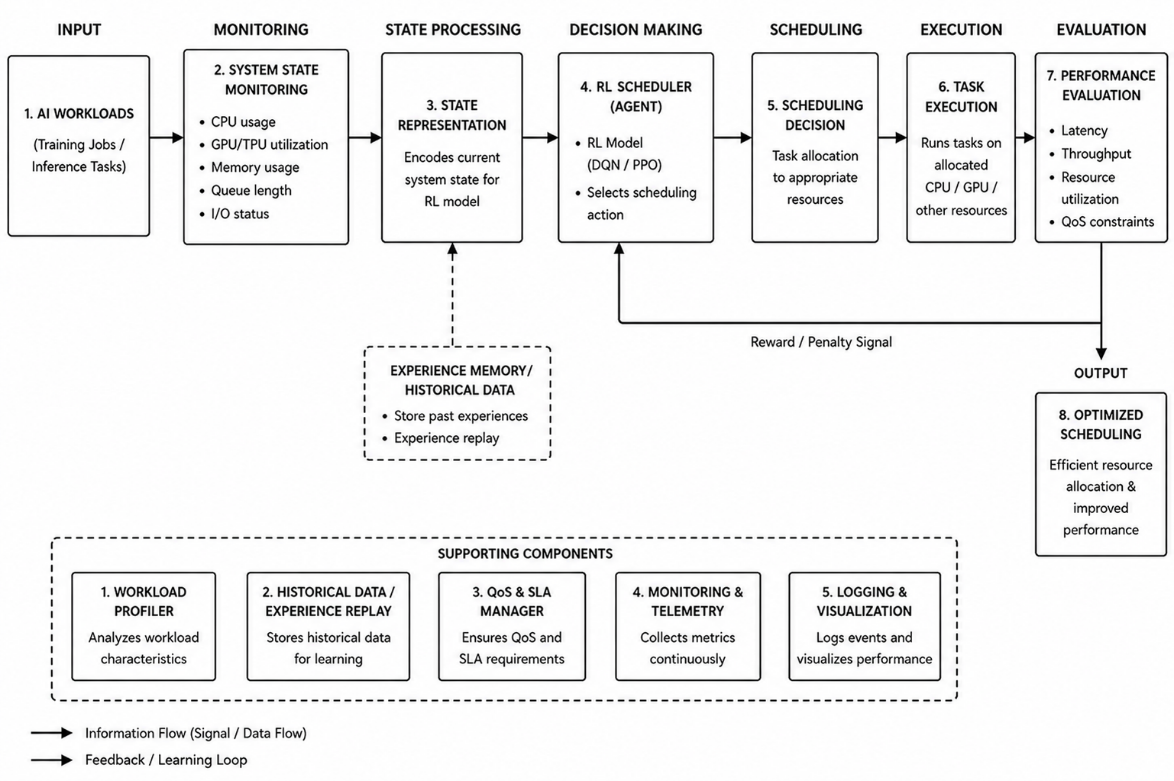 INPUT
MONITORING
STATE PROCESSING
DECISION MAKING
SCHEDULING
EXECUTION
EVALUATION
1. AI WORKLOADS
(Training Jobs /
Inference Tasks)
2. SYSTEM STATE
MONITORING
• CPU usage
• GPU/TPU utilization
• Memory usage
• Queue length
• I/O status
3. STATE
REPRESENTATION
Encodes current
system state for
RL model
4. RL SCHEDULER
(AGENT)
• RL Model
(DQN / PPO)
• Selects scheduling
action
5. SCHEDULING
DECISION
Task allocation
to appropriate
resources
6. TASK
EXECUTION
Runs tasks on
allocated
CPU / GPU /
other resources
7. PERFORMANCE
EVALUATION
• Latency
• Throughput
• Resource
utilization
• QoS constraints
Reward / Penalty Signal
EXPERIENCE MEMORY/
HISTORICAL DATA
• Store past experiences
• Experience replay
OUTPUT
8. OPTIMIZED
SCHEDULING
Efficient resource
allocation &
improved
performance
SUPPORTING COMPONENTS
1. WORKLOAD
PROFILER
Analyzes workload
characteristics
2. HISTORICAL DATA /
EXPERIENCE REPLAY
Stores historical data
for learning
3. QoS & SLA
MANAGER
Ensures QoS and
SLA requirements
4. MONITORING &
TELEMETRY
Collects metrics
continuously
5. LOGGING &
VISUALIZATION
Logs events and
visualizes performance
Information Flow (Signal / Data Flow)
Feedback / Learning Loop